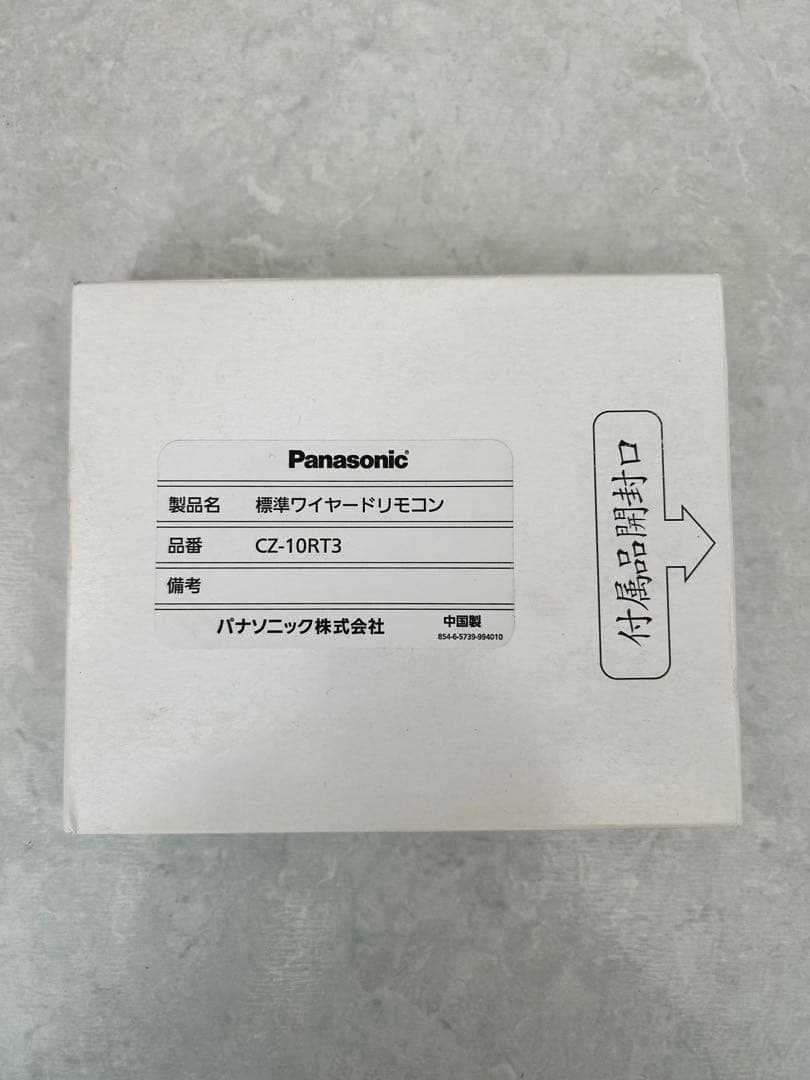 Panasonic
製品名 標準ワイヤードリモコン
品番 CZ-10RT3
備考
パナソニック株式会社 中国製
854-6-5739-994010
付属品開封口